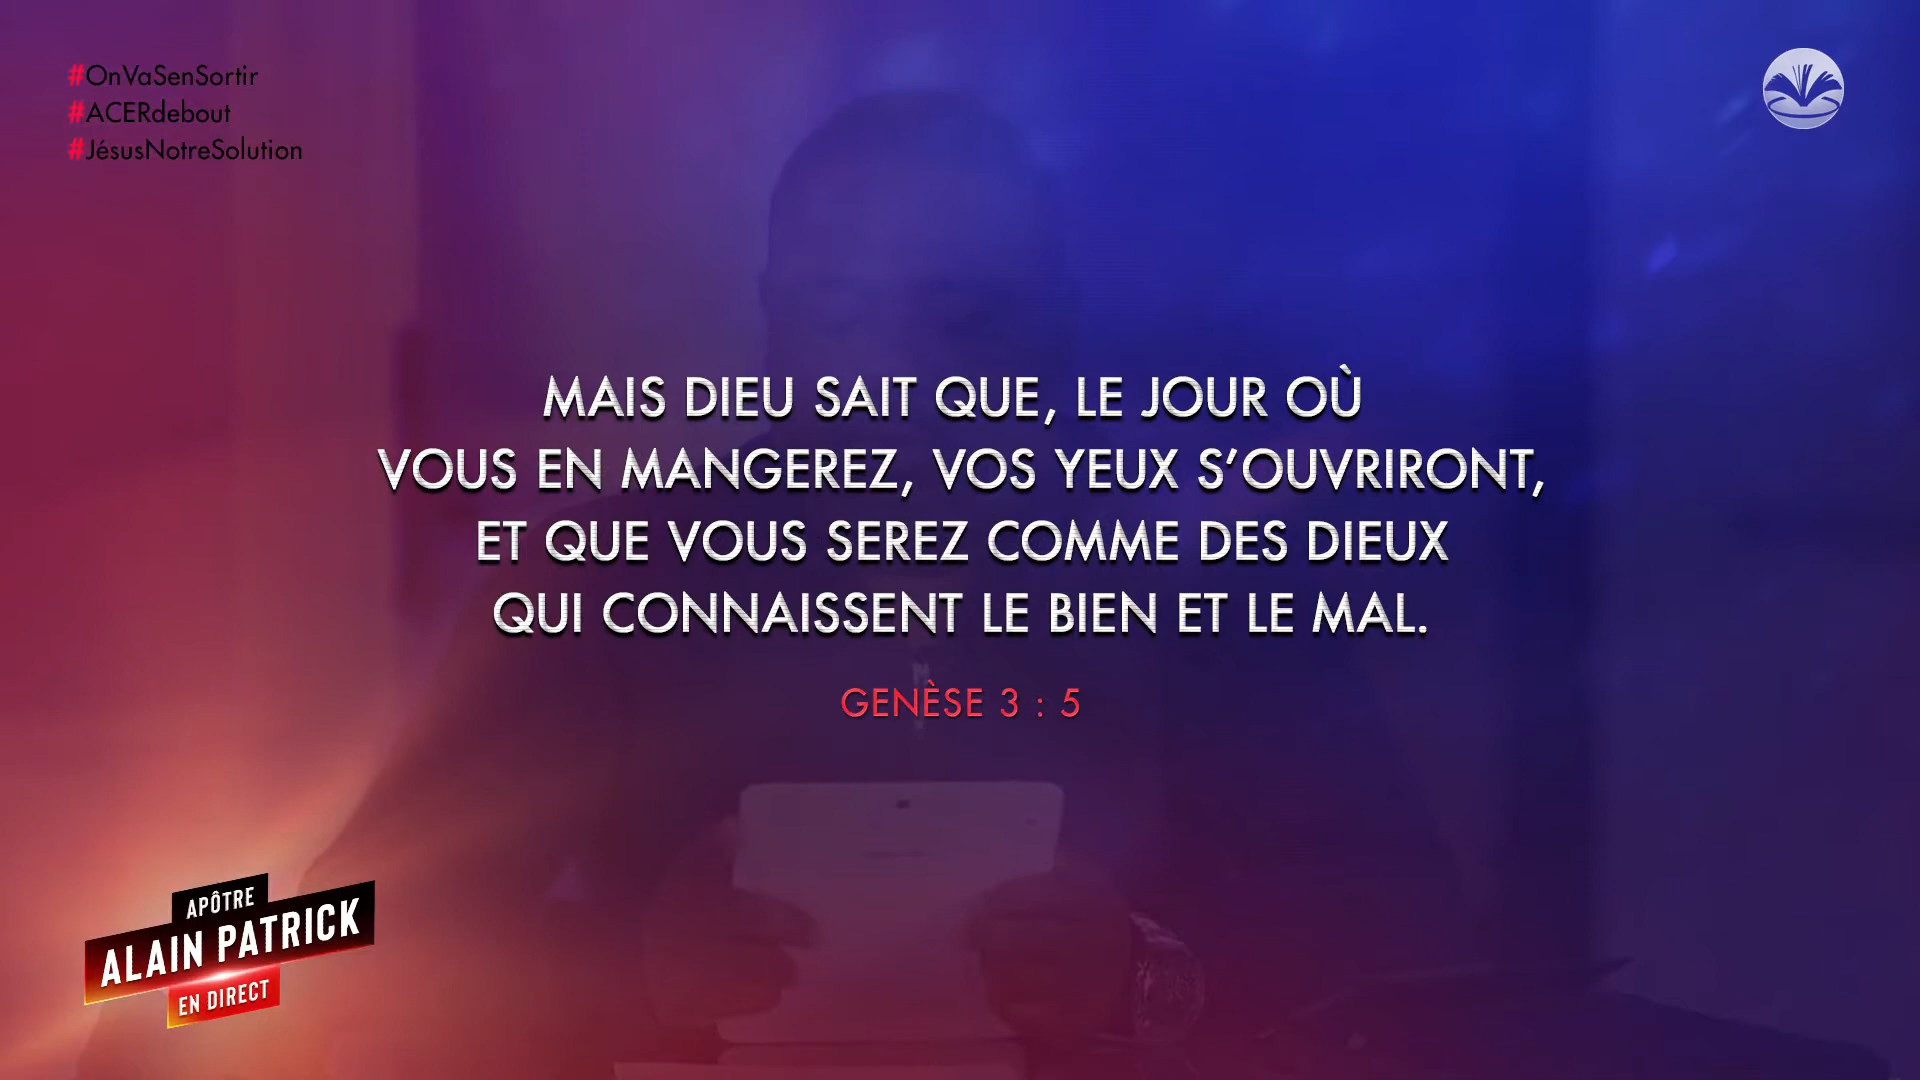 #OnVaSenSortir
#ACERdebout
#JésusNotreSolution
MAIS DIEU SAIT QUE, LE JOUR OÙ
VOUS EN MANGEREZ, VOS YEUX S’OUVRIRONT,
ET QUE VOUS SEREZ COMME DES DIEUX
QUI CONNAISSENT LE BIEN ET LE MAL.
GENÈSE 3 : 5
APÔTRE
ALAIN PATRICK
EN DIRECT